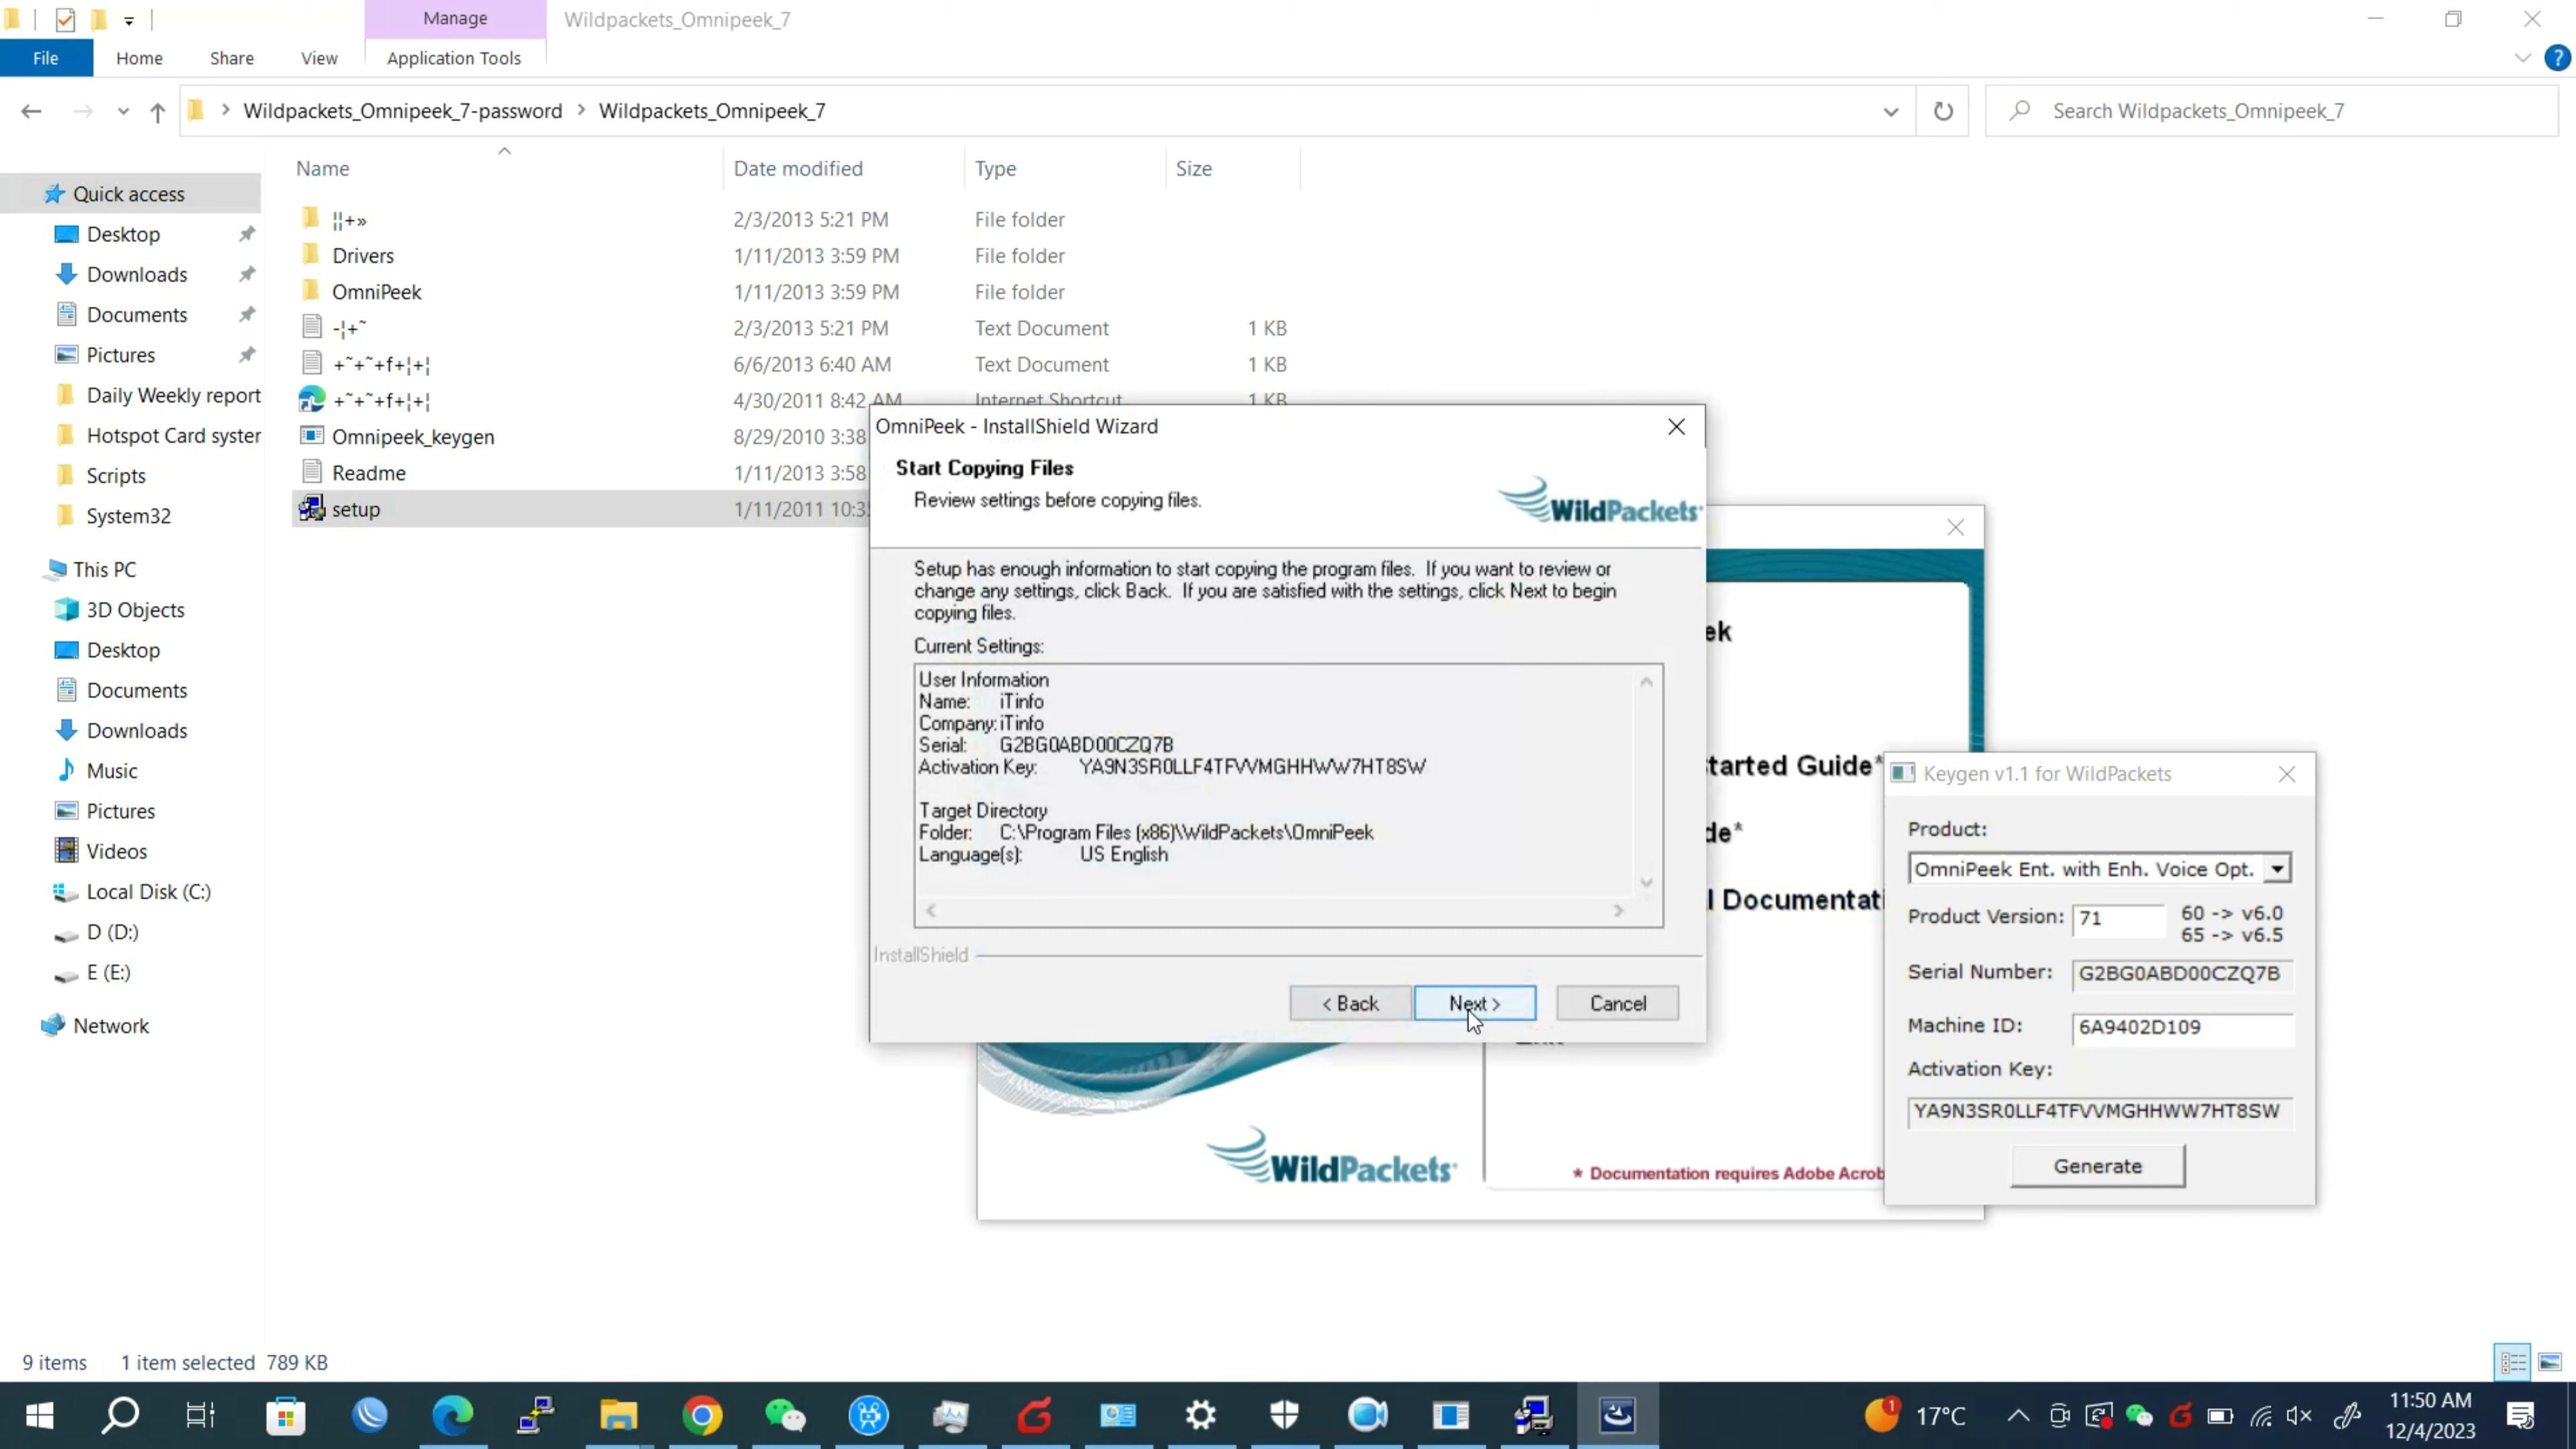 Manage
Wildpackets_Omnipeek_7
File
Home
Share
View
Application Tools
Wildpackets_Omnipeek_7-password
Wildpackets_Omnipeek_7
Search Wildpackets_Omnipeek_7
Name
Date modified
Type
Size
Quick access
Desktop
Downloads
Documents
Pictures
Daily Weekly report
Hotspot Card syster
Scripts
System32
This PC
3D Objects
Desktop
Documents
Downloads
Music
Pictures
Videos
Local Disk (C:)
D (D:)
E (E:)
Network
¦¦+» 2/3/2013 5:21 PM File folder
Drivers 1/11/2013 3:59 PM File folder
OmniPeek 1/11/2013 3:59 PM File folder
-¦+˜ 2/3/2013 5:21 PM Text Document 1 KB
+˜+˜+f+¦+¦ 6/6/2013 6:40 AM Text Document 1 KB
+˜+˜+f+¦+¦ 4/30/2011 8:42 AM Internet Shortcut 1 KB
Omnipeek_keygen 8/29/2010 3:38
Readme 1/11/2013 3:58
setup 1/11/2011 10:3
OmniPeek - InstallShield Wizard
Start Copying Files
Review settings before copying files.
WildPackets
Setup has enough information to start copying the program files. If you want to review or
change any settings, click Back. If you are satisfied with the settings, click Next to begin
copying files.
Current Settings:
User Information
Name: iTinfo
Company: iTinfo
Serial: G2BG0ABD00CZQ7B
Activation Key: YA9N3SR0LLF4TFVVMGHHWW7HT8SW
Target Directory
Folder: C:\Program Files (x86)\WildPackets\OmniPeek
Language(s): US English
InstallShield
< Back
Next >
Cancel
ek
tarted Guide*
de*
l Documentati
WildPackets
* Documentation requires Adobe Acrob
Keygen v1.1 for WildPackets
Product:
OmniPeek Ent. with Enh. Voice Opt.
Product Version: 71
60 -> v6.0
65 -> v6.5
Serial Number: G2BG0ABD00CZQ7B
Machine ID: 6A9402D109
Activation Key:
YA9N3SR0LLF4TFVVMGHHWW7HT8SW
Generate
9 items 1 item selected 789 KB
1
17°C
11:50 AM
12/4/2023